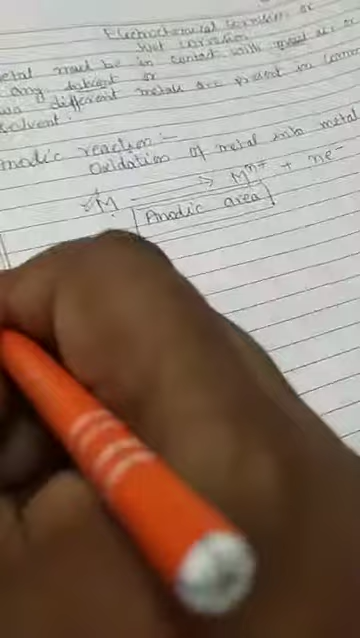 Electrochemical Corrosion or
wet corrosion
metal must be in contact with
any solvent or
different metals are present in
solvent.
Anodic reaction :-
Oxidation of metal into metal
M → Mn+ + ne-
Anodic area